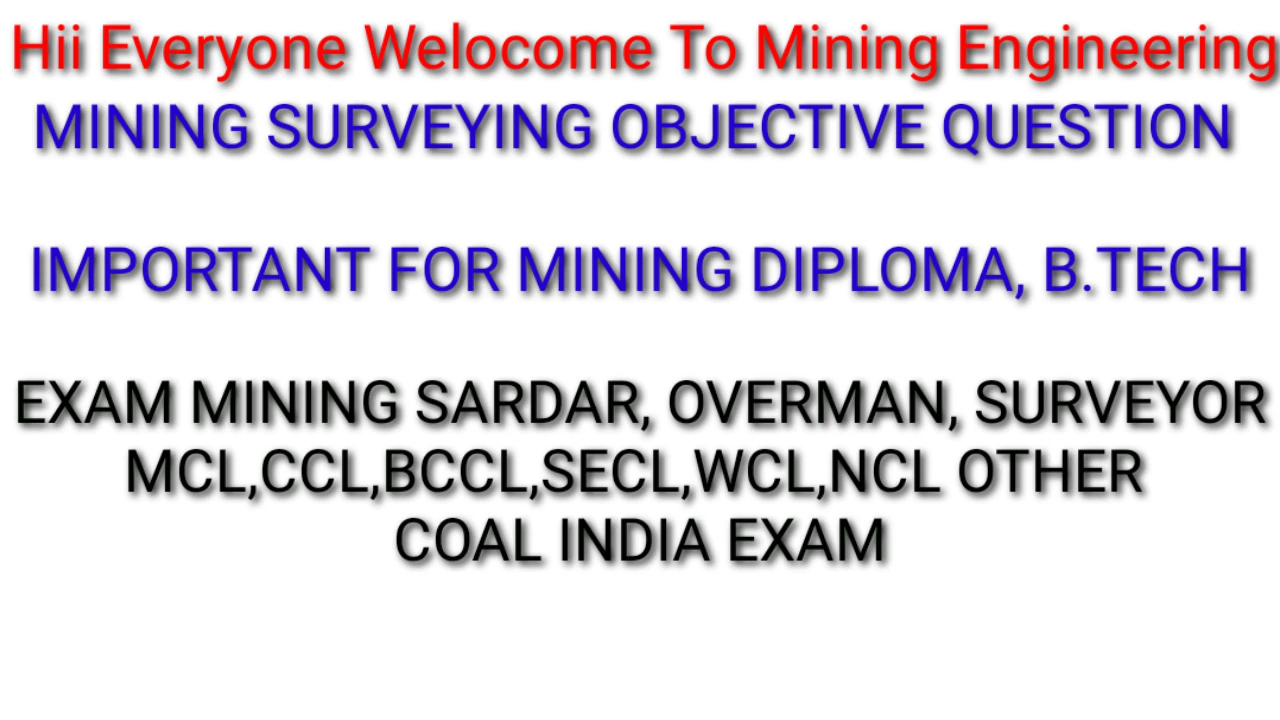 Hii Everyone Welocome To Mining Engineering
MINING SURVEYING OBJECTIVE QUESTION
IMPORTANT FOR MINING DIPLOMA, B.TECH
EXAM MINING SARDAR, OVERMAN, SURVEYOR
MCL,CCL,BCCL,SECL,WCL,NCL OTHER
COAL INDIA EXAM